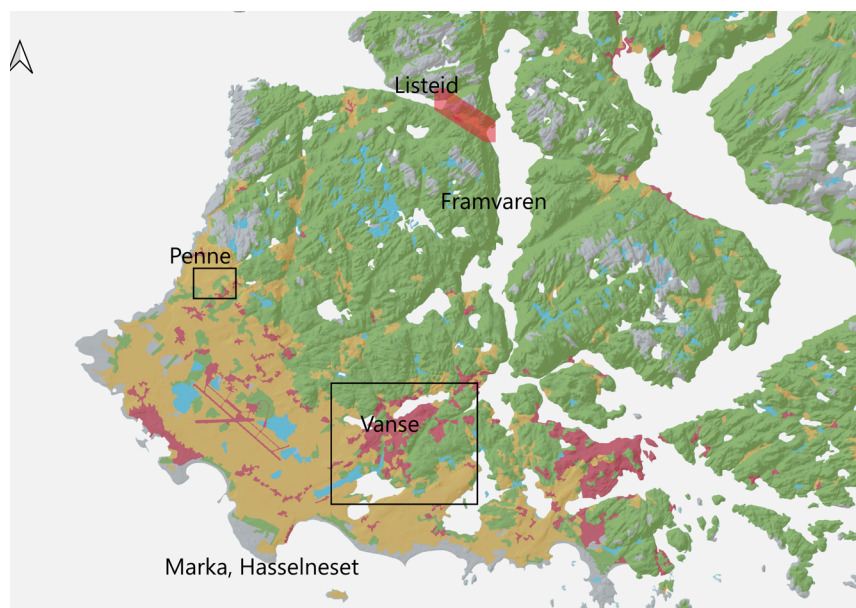 Listeid
Framvaren
Penne
Vanse
Marka, Hasselneset